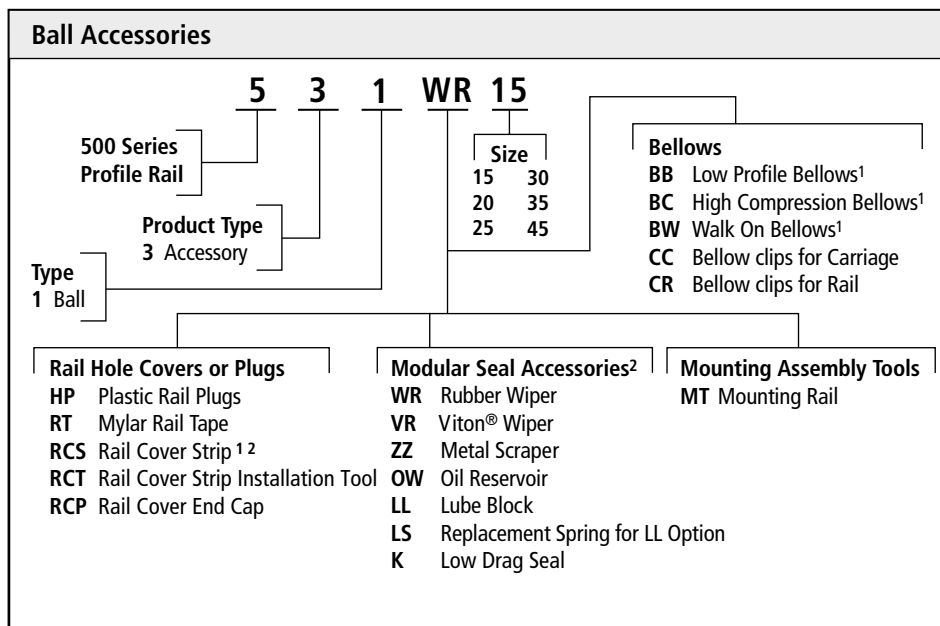 Ball Accessories
5 3 1 WR 15
500 Series
Profile Rail
Product Type
3 Accessory
Type
1 Ball
Size
15 30
20 35
25 45
Bellows
BB Low Profile Bellows¹
BC High Compression Bellows¹
BW Walk On Bellows¹
CC Bellow clips for Carriage
CR Bellow clips for Rail
Rail Hole Covers or Plugs
HP Plastic Rail Plugs
RT Mylar Rail Tape
RCS Rail Cover Strip ¹ ²
RCT Rail Cover Strip Installation Tool
RCP Rail Cover End Cap
Modular Seal Accessories²
WR Rubber Wiper
VR Viton® Wiper
ZZ Metal Scraper
OW Oil Reservoir
LL Lube Block
LS Replacement Spring for LL Option
K Low Drag Seal
Mounting Assembly Tools
MT Mounting Rail